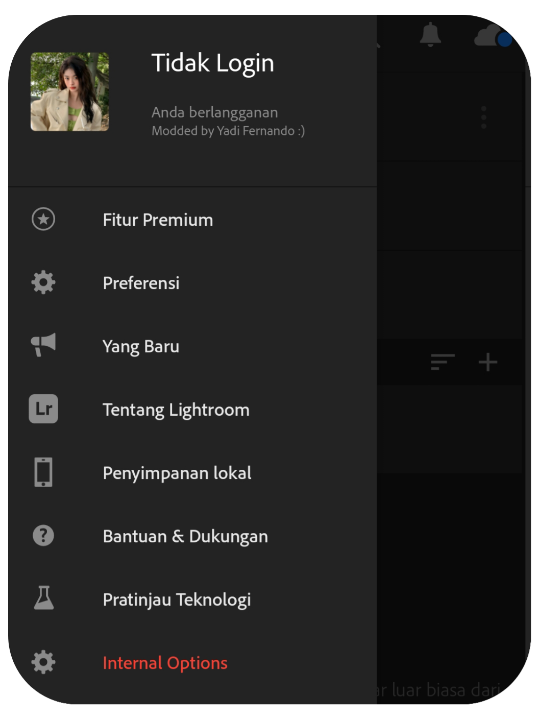 Tidak Login
Anda berlangganan
Modded by Yadi Fernando :)
Fitur Premium
Preferensi
Yang Baru
Lr Tentang Lightroom
Penyimpanan lokal
? Bantuan & Dukungan
Pratinjau Teknologi
Internal Options
luar biasa dari